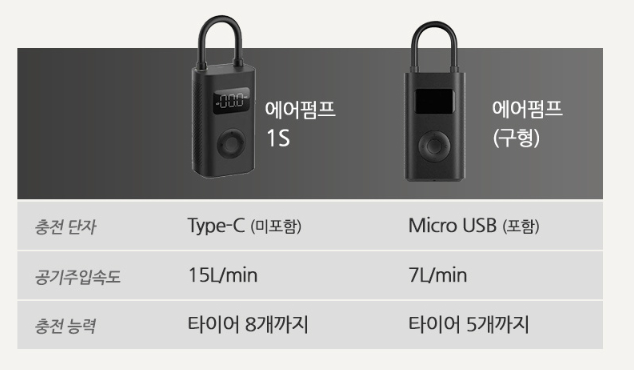 -00.0-
에어펌프
1S
에어펌프
(구형)
충전 단자 Type-C (미포함) Micro USB (포함)
공기주입속도 15L/min 7L/min
충전 능력 타이어 8개까지 타이어 5개까지